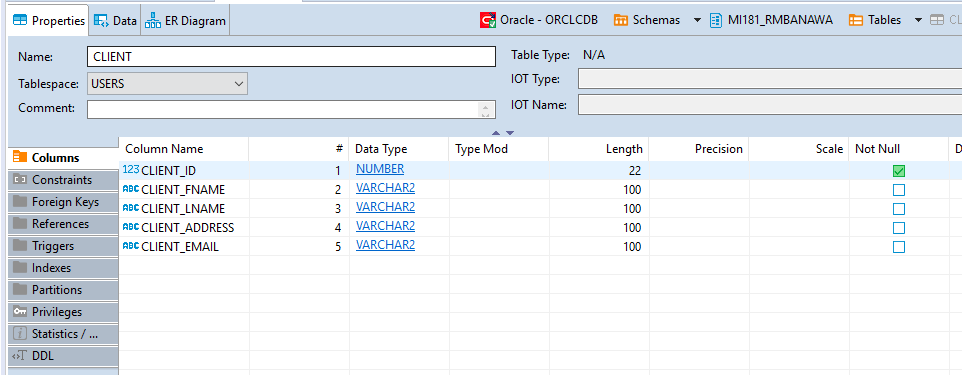 Properties Data ER Diagram Oracle - ORCLCDB Schemas MI181_RMBANAWA Tables
Name: CLIENT Table Type: N/A
Tablespace: USERS IOT Type:
Comment: IOT Name:
Columns Column Name # Data Type Type Mod Length Precision Scale Not Null D
Constraints 123 CLIENT_ID 1 NUMBER 22
Foreign Keys ABC CLIENT_FNAME 2 VARCHAR2 100
References ABC CLIENT_LNAME 3 VARCHAR2 100
Triggers ABC CLIENT_ADDRESS 4 VARCHAR2 100
Indexes ABC CLIENT_EMAIL 5 VARCHAR2 100
Partitions
Privileges
Statistics / ...
DDL